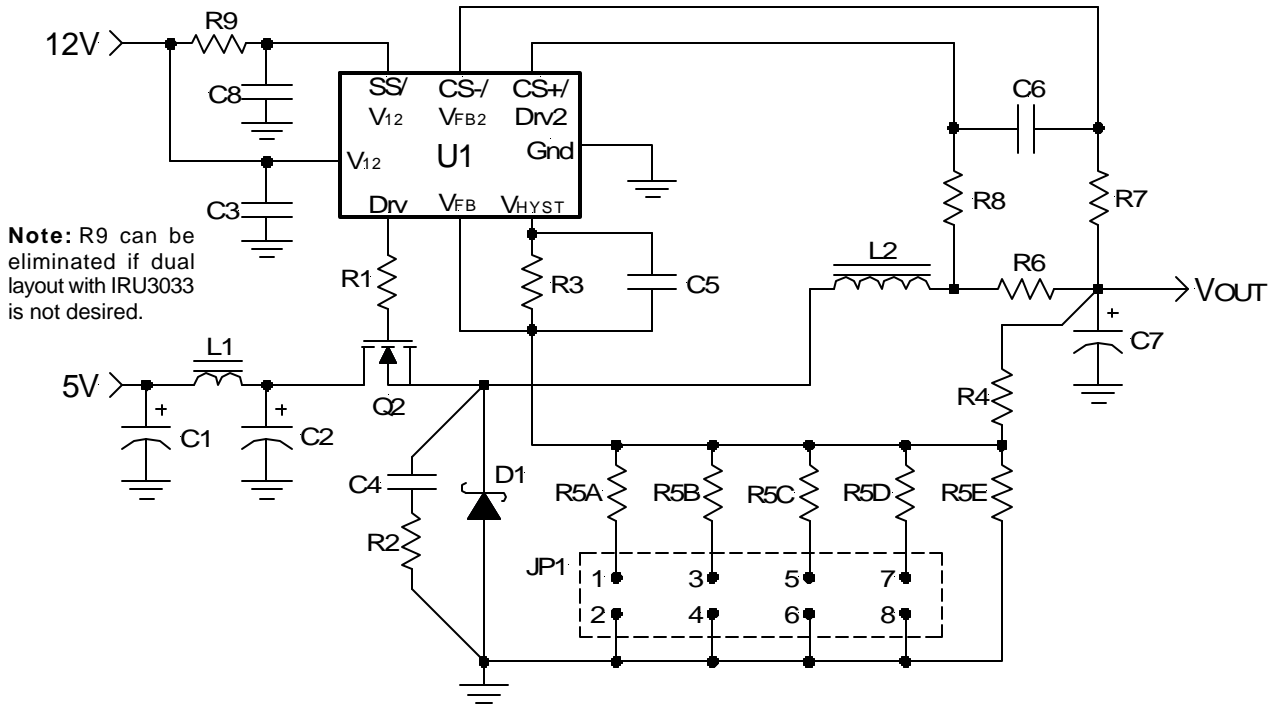 R9
12V
C8
SS/
CS-/
CS+/
V12
VFB2
Drv2
Gnd
U1
V12
C6
C3
Drv
VFB
VHYST
R8
R7
Note: R9 can be
eliminated if dual
layout with IRU3033
is not desired.
R1
R3
C5
L2
R6
VOUT
+
C7
L1
5V
Q2
R4
+
C1
+
C2
C4
D1
R5A
R5B
R5C
R5D
R5E
R2
JP1
1
3
5
7
2
4
6
8